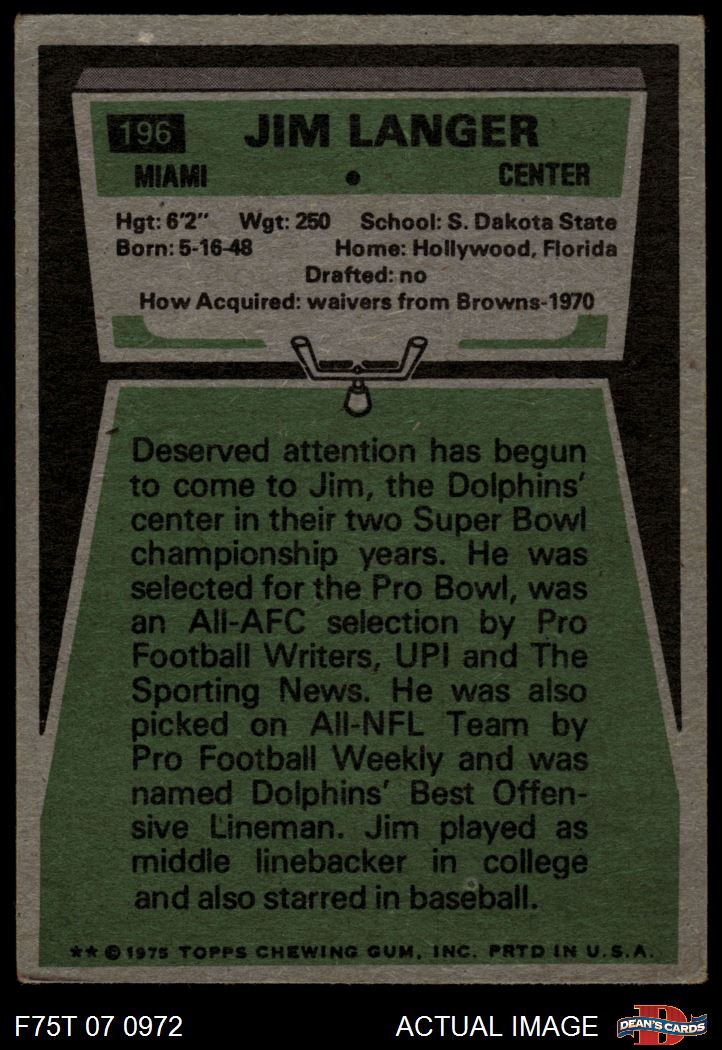 196 JIM LANGER
MIAMI • CENTER
Hgt: 6'2" Wgt: 250 School: S. Dakota State
Born: 5-16-48 Home: Hollywood, Florida
Drafted: no
How Acquired: waivers from Browns-1970
Deserved attention has begun
to come to Jim, the Dolphins'
center in their two Super Bowl
championship years. He was
selected for the Pro Bowl, was
an All-AFC selection by Pro
Football Writers, UPI and The
Sporting News. He was also
picked on All-NFL Team by
Pro Football Weekly and was
named Dolphins' Best Offen-
sive Lineman. Jim played as
middle linebacker in college
and also starred in baseball.
** © 1975 TOPPS CHEWING GUM, INC. PRTD IN U.S.A.
F75T 07 0972 ACTUAL IMAGE D DEAN'S CARDS